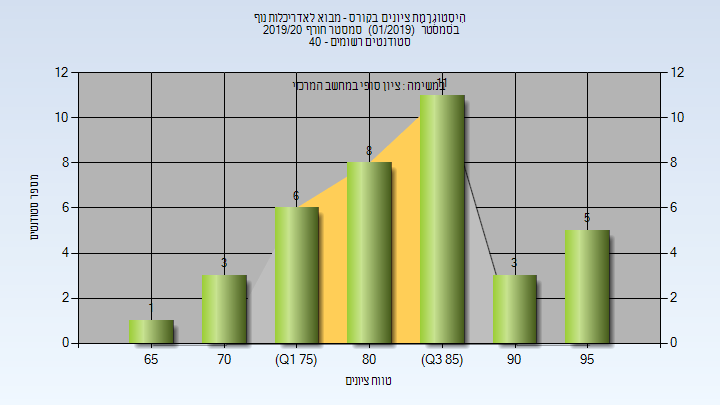 היסטוגרמת ציונים בקורס - מבוא לאדריכלות נוף
בסמסטר (01/2019) סמסטר חורף 2019/20
סטודנטים רשומים - 40
במשימה : ציון סופי במחשב המרכזי
12 12
10 10
8 8
6 6
4 4
2 2
0 0
1 3 6 8 11 3 5
מספר סטודנטים
65 70 (Q1 75) 80 (Q3 85) 90 95
טווח ציונים